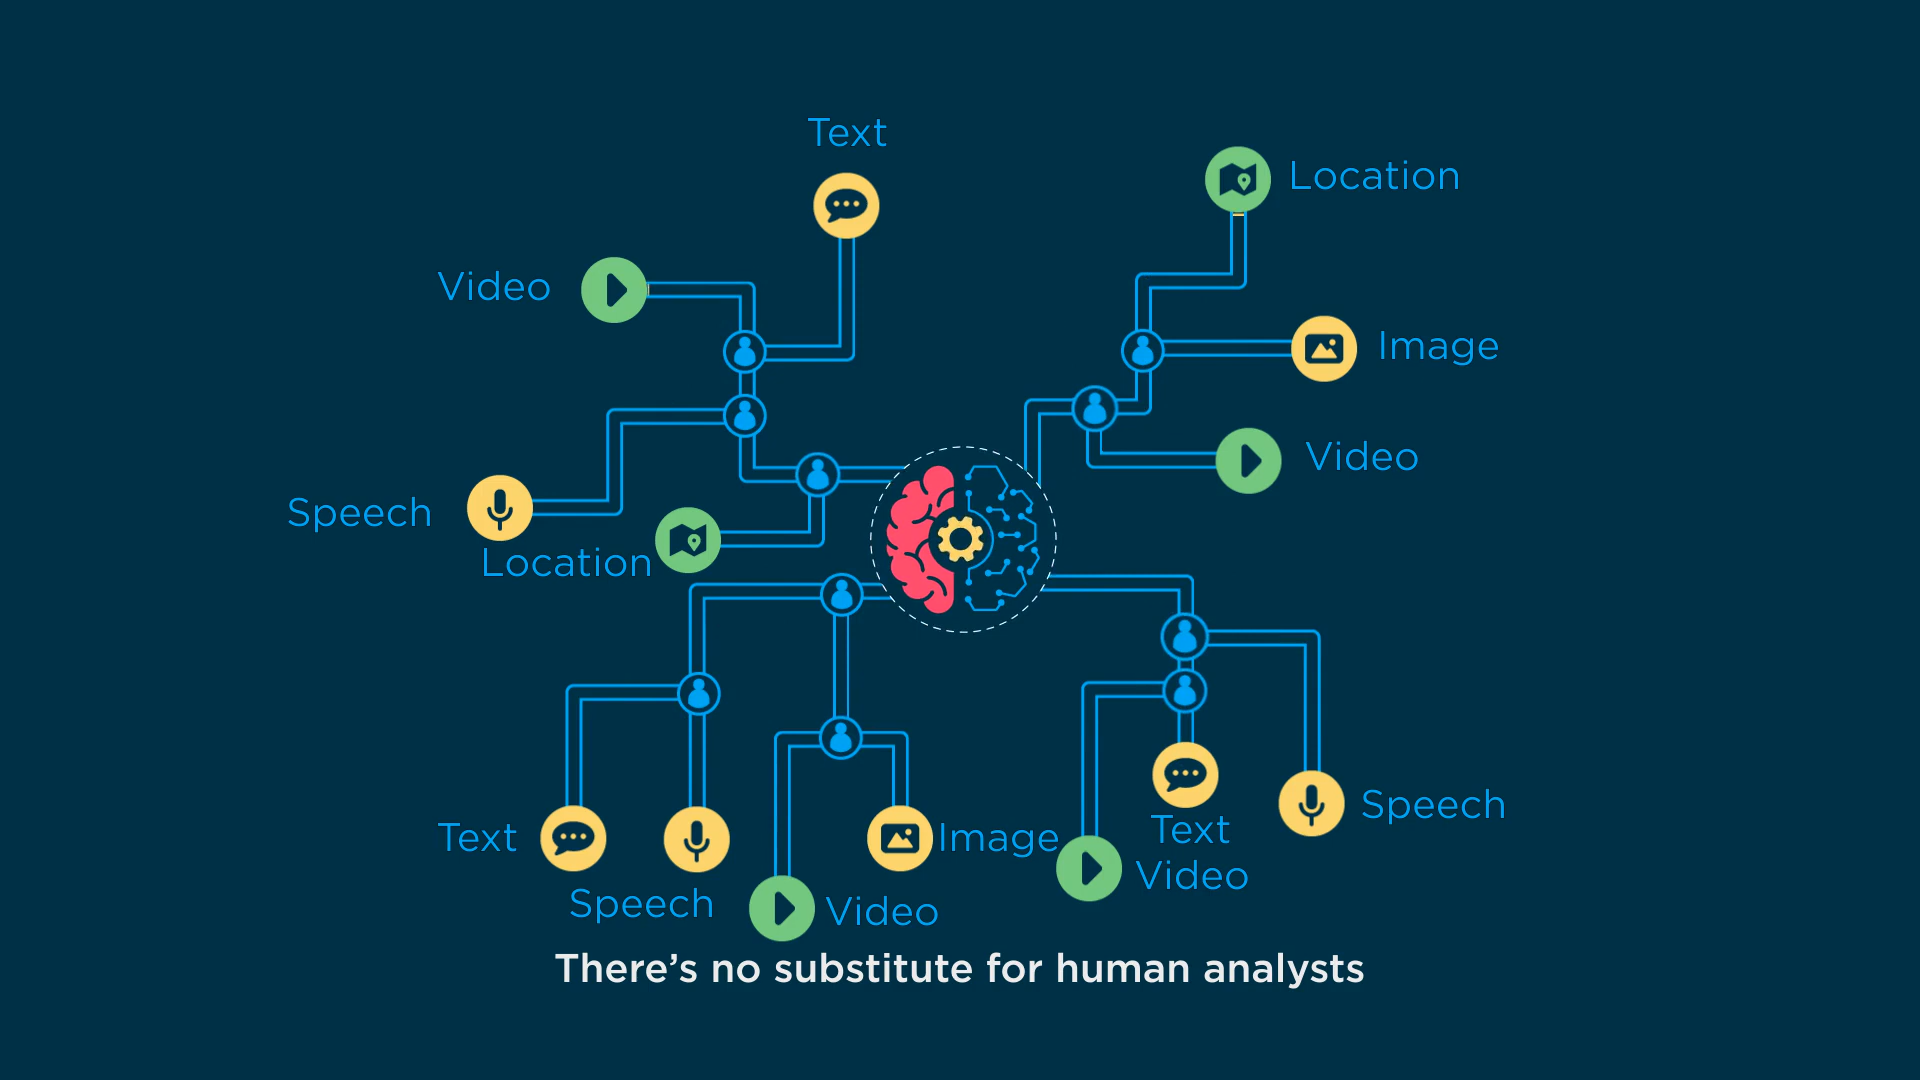 Text
Location
Video
Image
Video
Speech
Location
Speech
Text
Image
Text
Video
Speech
Video
There’s no substitute for human analysts